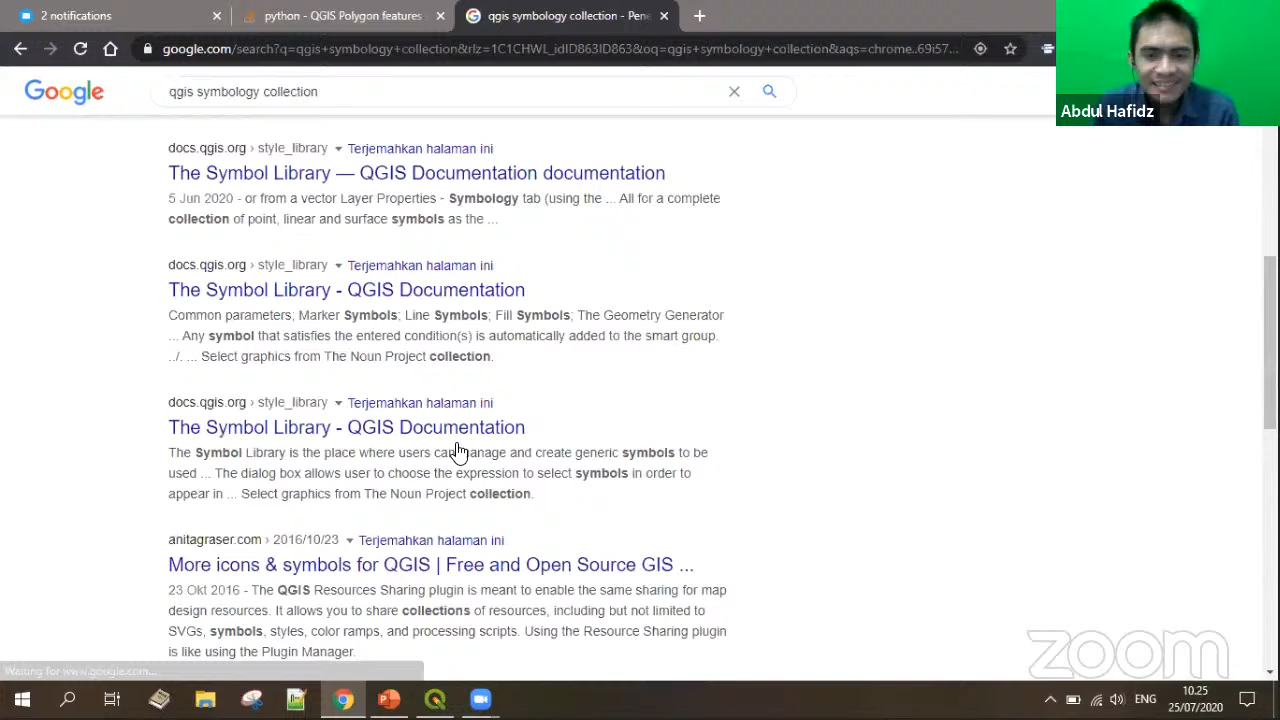 2 notifications
python - QGIS Polygon features
qgis symbology collection - Pene
google.com/search?q=qgis+symbology+collection&rlz=1C1CHWL_idID863ID863&oq=qgis+symbology+collection&aqs=chrome..69i57...
Google
qgis symbology collection
Abdul Hafidz
docs.qgis.org › style_library Terjemahkan halaman ini
The Symbol Library — QGIS Documentation documentation
5 Jun 2020 - or from a vector Layer Properties - Symbology tab (using the ... All for a complete
collection of point, linear and surface symbols as the ...
docs.qgis.org › style_library Terjemahkan halaman ini
The Symbol Library - QGIS Documentation
Common parameters; Marker Symbols; Line Symbols; Fill Symbols; The Geometry Generator
... Any symbol that satisfies the entered condition(s) is automatically added to the smart group.
../. ... Select graphics from The Noun Project collection.
docs.qgis.org › style_library Terjemahkan halaman ini
The Symbol Library - QGIS Documentation
The Symbol Library is the place where users can manage and create generic symbols to be
used ... The dialog box allows user to choose the expression to select symbols in order to
appear in ... Select graphics from The Noun Project collection.
anitagraser.com › 2016/10/23 Terjemahkan halaman ini
More icons & symbols for QGIS | Free and Open Source GIS ...
23 Okt 2016 - The QGIS Resources Sharing plugin is meant to enable the same sharing for map
design resources. It allows you to share collections of resources, including but not limited to
SVGs, symbols, styles, color ramps, and processing scripts. Using the Resource Sharing plugin
is like using the Plugin Manager.
zoom
Waiting for www.google.com...
ENG
10.25
25/07/2020